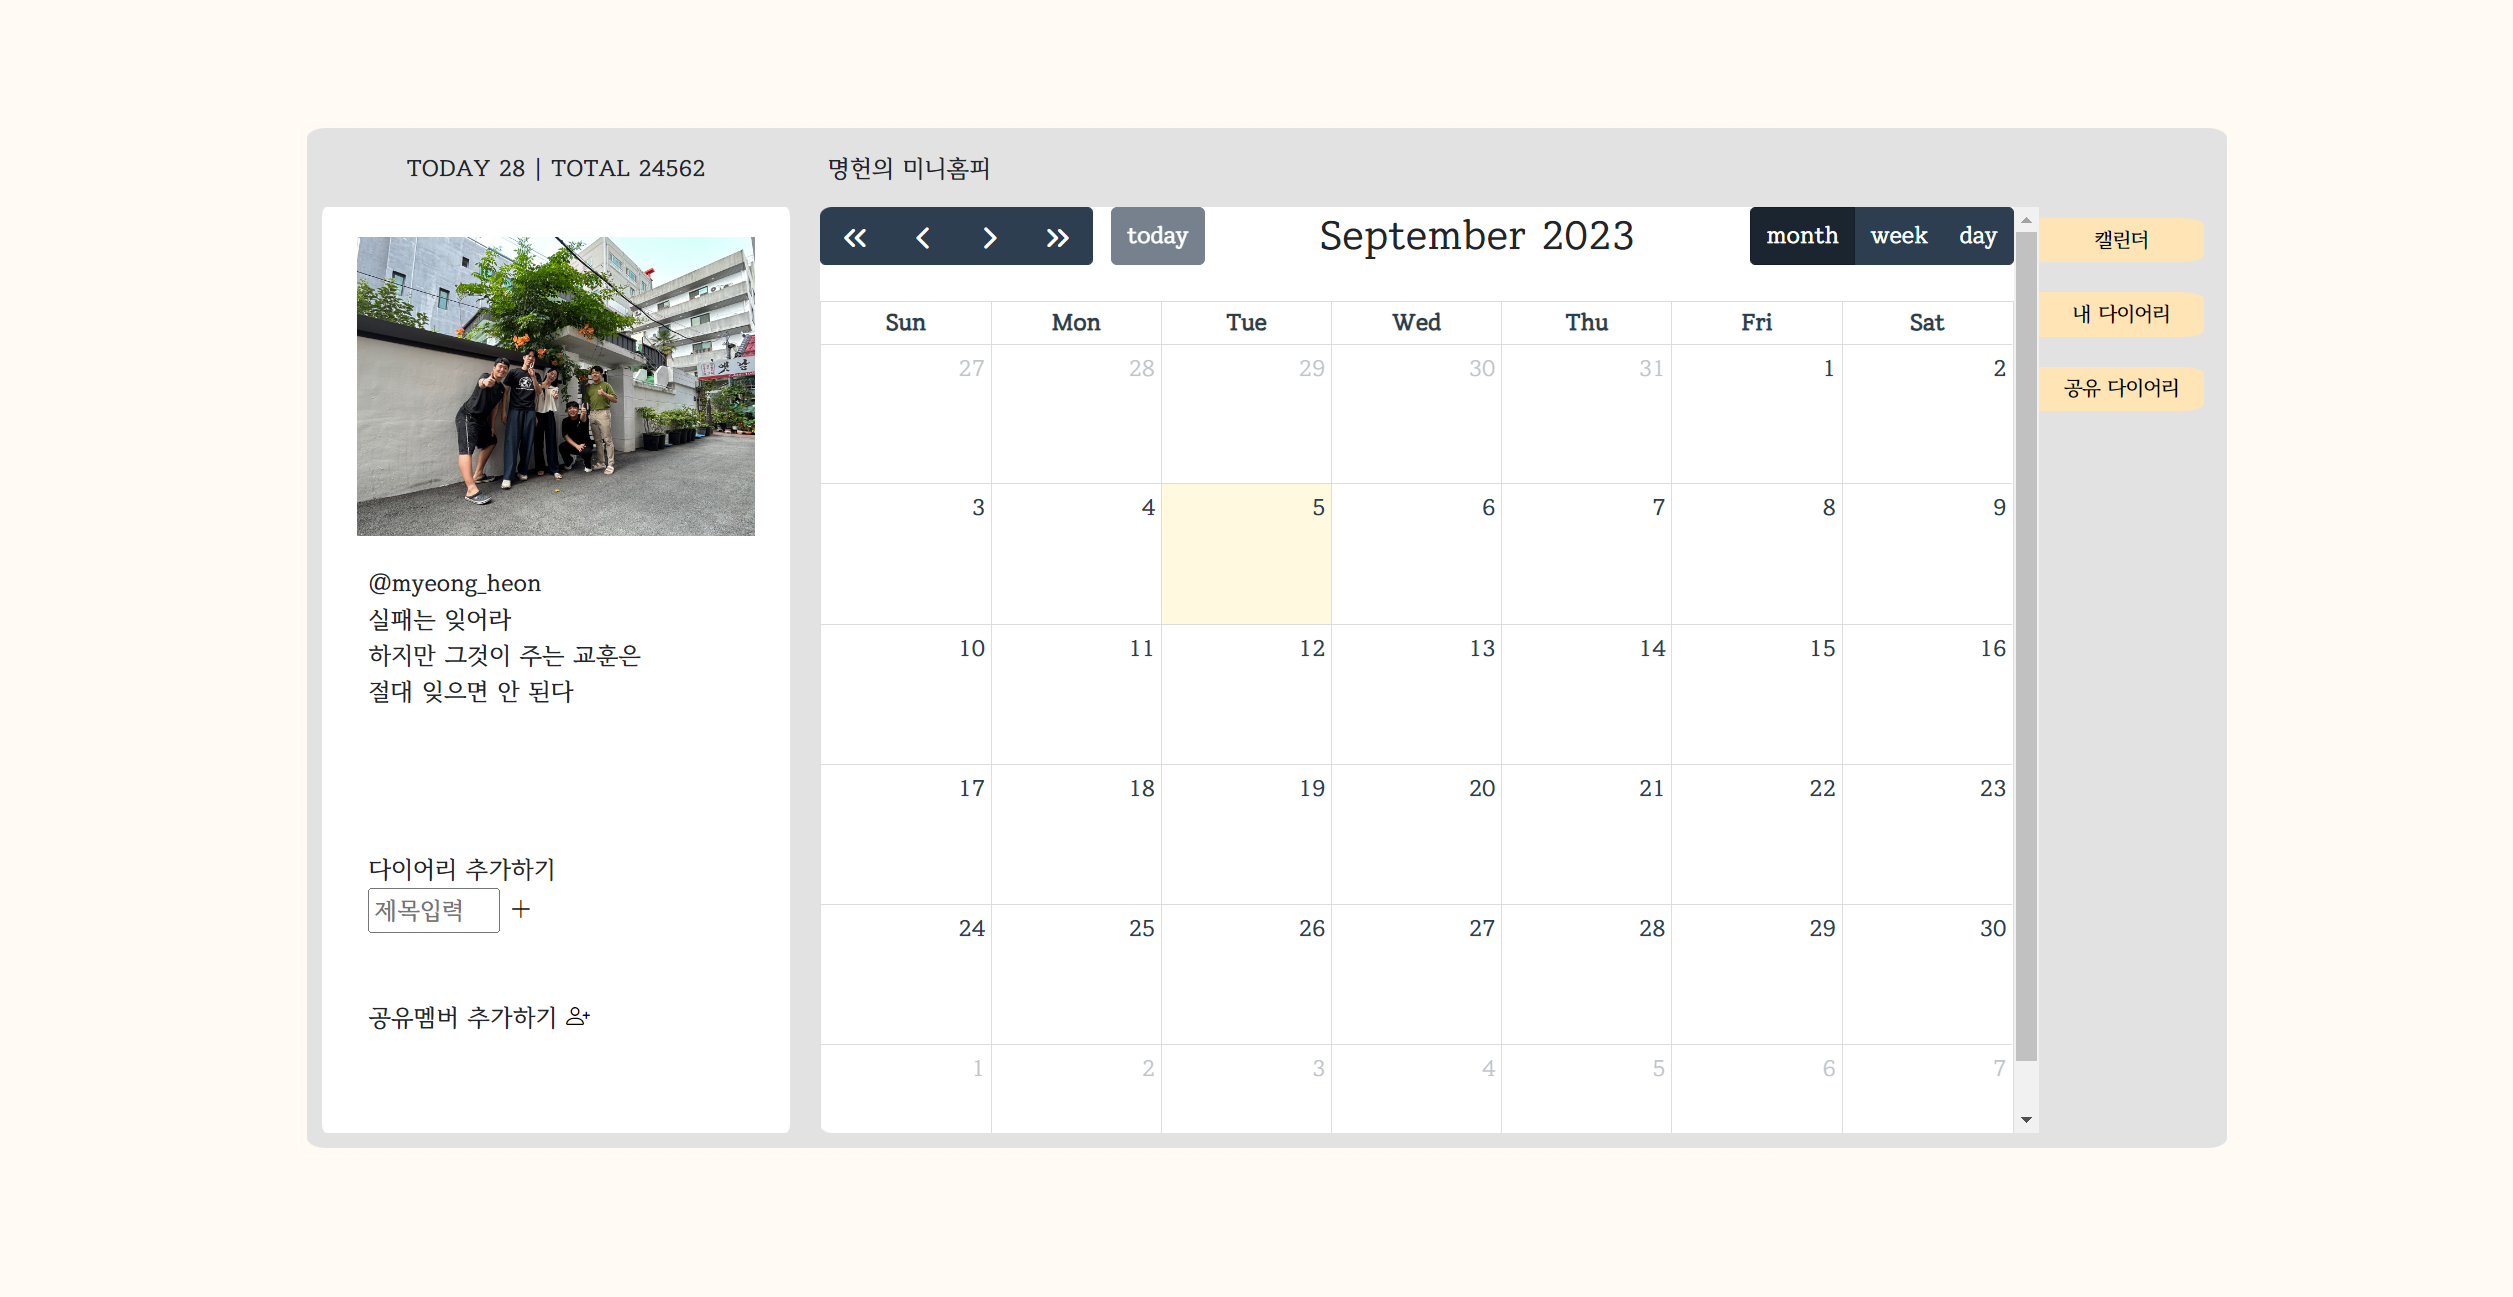 TODAY 28 | TOTAL 24562
명헌의 미니홈피
@myeong_heon
실패는 잊어라
하지만 그것이 주는 교훈은
절대 잊으면 안 된다
다이어리 추가하기
제목입력 +
공유멤버 추가하기
today
September 2023
month week day
Sun Mon Tue Wed Thu Fri Sat
27 28 29 30 31 1 2
3 4 5 6 7 8 9
10 11 12 13 14 15 16
17 18 19 20 21 22 23
24 25 26 27 28 29 30
1 2 3 4 5 6 7
캘린더
내 다이어리
공유 다이어리